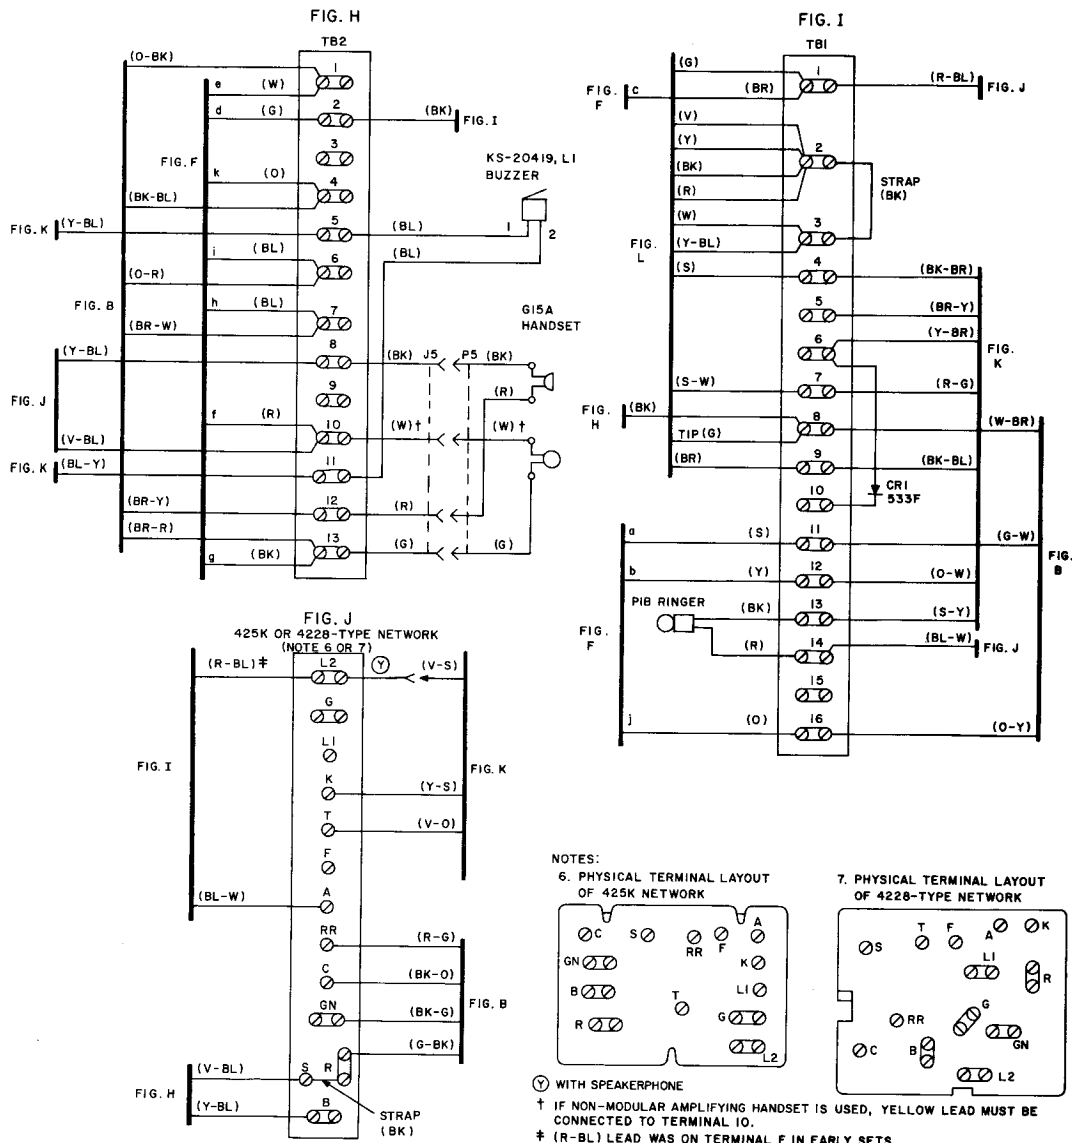 FIG. H
TB2
(O-BK)
1
e (W)
d (G)
2
(BK)
FIG. I
3
FIG. F
KS-20419, L1
BUZZER
k (O)
4
(BK-BL)
FIG. K
(Y-BL)
5
(BL)
1
2
i (BL)
6
(BL)
(O-R)
FIG. B
h (BL)
7
(BR-W)
G15A
HANDSET
(Y-BL)
8
(BK)
J5
P5
(BK)
9
(R)
FIG. J
f (R)
10
(W)†
(W)†
(V-BL)
FIG. K
(BL-Y)
11
(BR-Y)
12
(R)
(BR-R)
13
(G)
(G)
g (BK)
FIG. I
TB1
(G)
1
(R-BL)
FIG. J
FIG.
F
c
(BR)
(V)
(Y)
2
(BK)
STRAP
(BK)
(R)
(W)
3
(Y-BL)
FIG.
L
(S)
4
(BK-BR)
5
(BR-Y)
6
(Y-BR)
FIG.
K
(S-W)
7
(R-G)
FIG.
H
(BK)
8
(W-BR)
TIP(G)
(BR)
9
(BK-BL)
CR1
533F
10
a (S)
11
(G-W)
FIG.
B
b (Y)
12
(O-W)
P1B RINGER
(BK)
13
(S-Y)
FIG.
F
(R)
14
(BL-W)
FIG. J
15
j (O)
16
(O-Y)
FIG. J
425K OR 4228-TYPE NETWORK
(NOTE 6 OR 7)
(R-BL)‡
L2
Y
(V-S)
G
L1
FIG. I
FIG. K
K
(Y-S)
T
(V-O)
F
(BL-W)
A
RR
(R-G)
C
(BK-O)
GN
(BK-G)
FIG. B
(G-BK)
FIG. H
(V-BL)
S
R
(Y-BL)
B
STRAP
(BK)
NOTES:
6. PHYSICAL TERMINAL LAYOUT
OF 425K NETWORK
C
S
RR
F
A
GN
K
B
L1
T
R
G
L2
7. PHYSICAL TERMINAL LAYOUT
OF 4228-TYPE NETWORK
S
T
F
A
K
L1
R
RR
G
GN
C
B
L2
Y WITH SPEAKERPHONE
† IF NON-MODULAR AMPLIFYING HANDSET IS USED, YELLOW LEAD MUST BE
CONNECTED TO TERMINAL 10.
‡ (R-BL) LEAD WAS ON TERMINAL F IN EARLY SETS